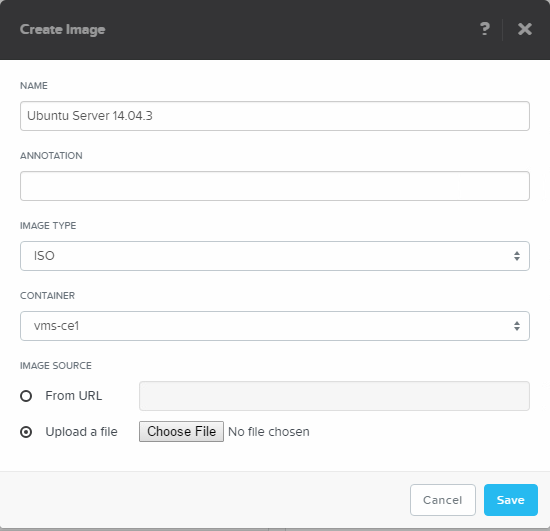 Create Image ?
NAME
Ubuntu Server 14.04.3
ANNOTATION
IMAGE TYPE
ISO
CONTAINER
vms-ce1
IMAGE SOURCE
From URL
Upload a file Choose File No file chosen
Cancel Save